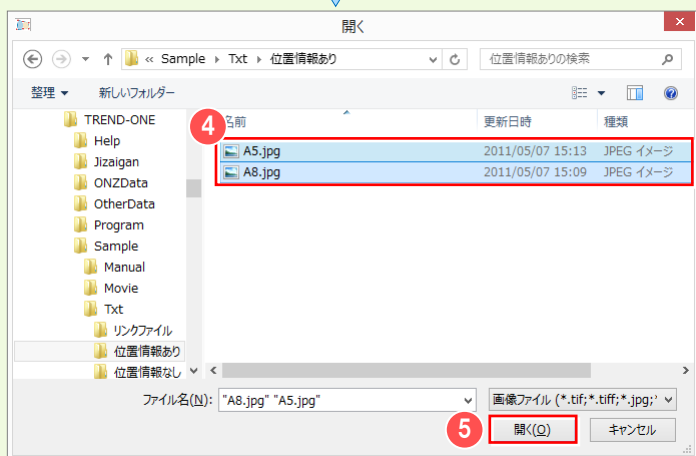 開く
« Sample ▸ Txt ▸ 位置情報あり
位置情報ありの検索
整理 ▼ 新しいフォルダー
TREND-ONE
Help
Jizaigan
ONZData
OtherData
Program
Sample
Manual
Movie
Txt
リンクファイル
位置情報あり
位置情報なし
4
名前 更新日時 種類
A5.jpg 2011/05/07 15:13 JPEG イメージ
A8.jpg 2011/05/07 15:09 JPEG イメージ
ファイル名(N): "A8.jpg" "A5.jpg"
画像ファイル (*.tif;*.tiff;*.jpg;*
5
開く(O) キャンセル